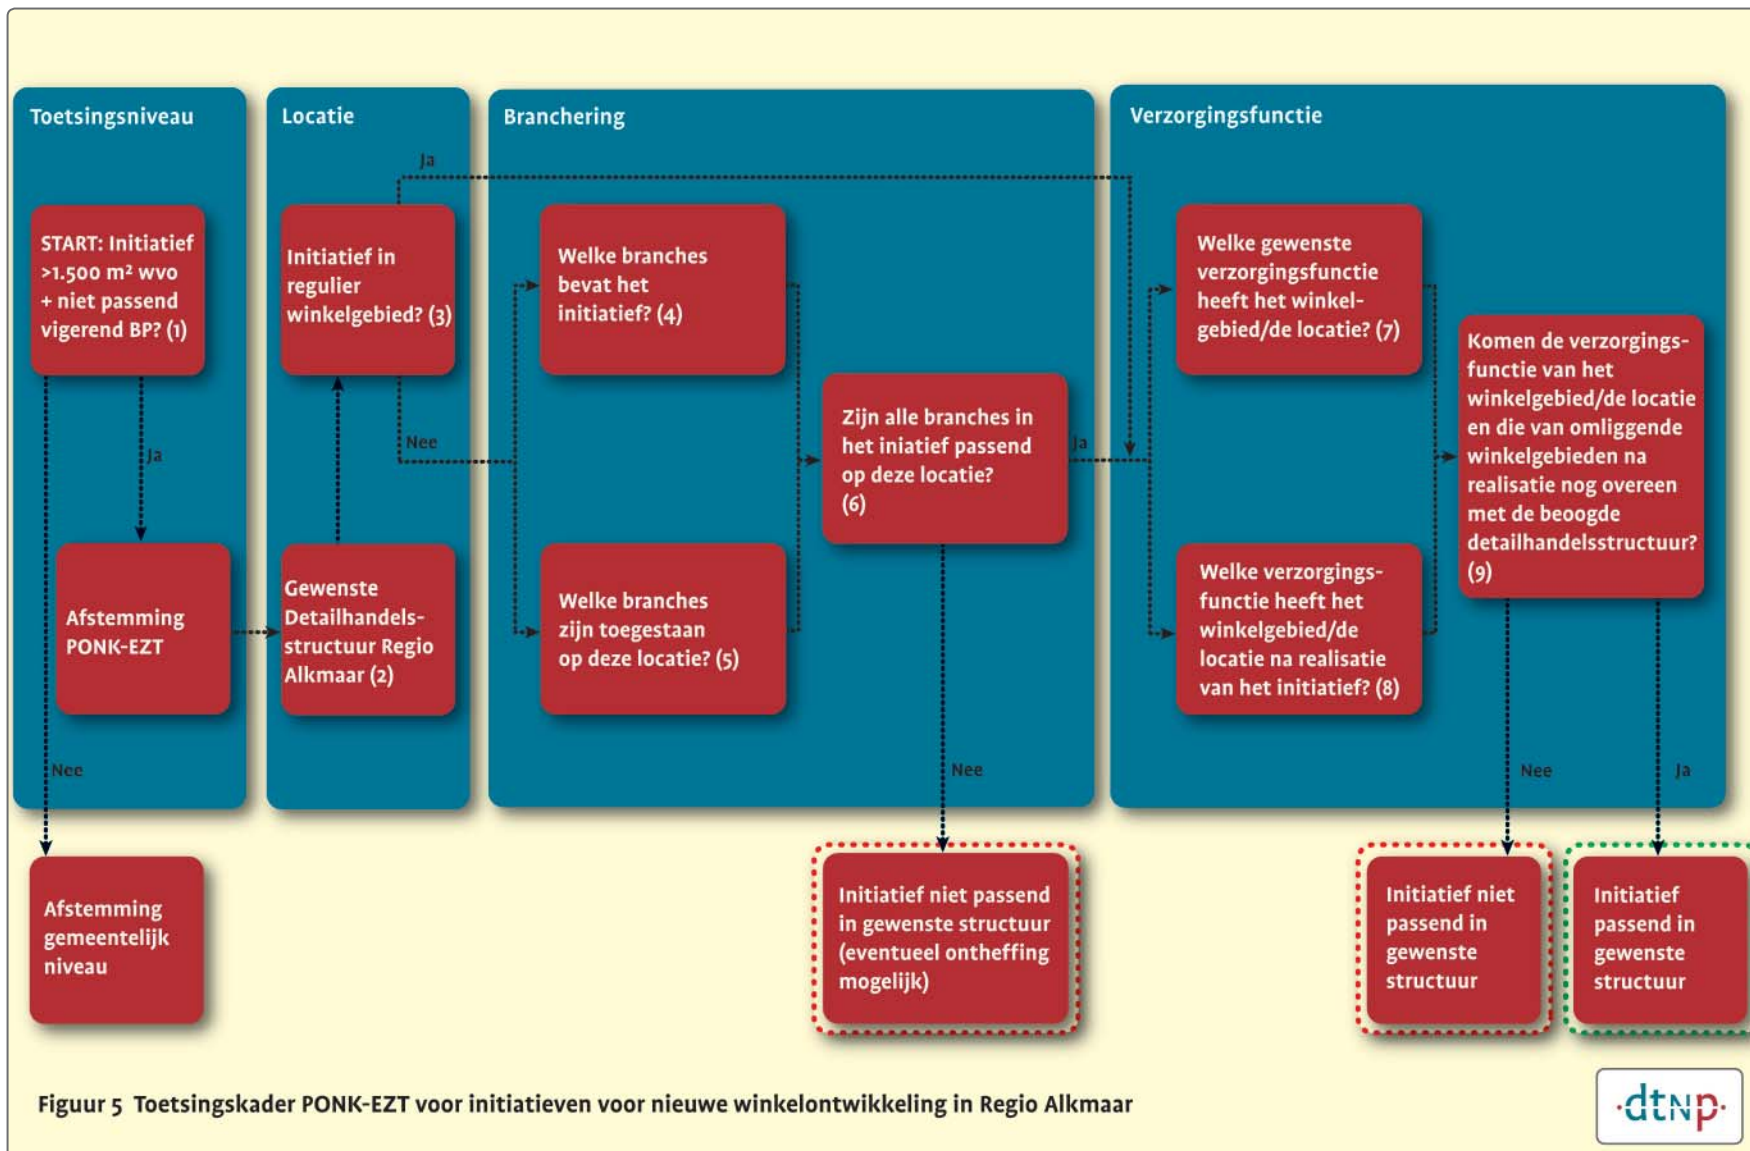 Toetsingsniveau
START: Initiatief
>1.500 m² wvo
+ niet passend
vigerend BP? (1)
Ja
Afstemming
PONK-EZT
Nee
Afstemming
gemeentelijk
niveau
Locatie
Initiatief in
regulier
winkelgebied? (3)
Gewenste
Detailhandels-
structuur Regio
Alkmaar (2)
Ja
Nee
Branchering
Welke branches
bevat het
initiatief? (4)
Welke branches
zijn toegestaan
op deze locatie? (5)
Zijn alle branches in
het iniatief passend
op deze locatie?
(6)
Ja
Nee
Initiatief niet passend
in gewenste structuur
(eventueel ontheffing
mogelijk)
Verzorgingsfunctie
Welke gewenste
verzorgingsfunctie
heeft het winkel-
gebied/de locatie? (7)
Welke verzorgings-
functie heeft het
winkelgebied/de
locatie na realisatie
van het initiatief? (8)
Komen de verzorgings-
functie van het
winkelgebied/de locatie
en die van omliggende
winkelgebieden na
realisatie nog overeen
met de beoogde
detailhandelsstructuur?
(9)
Nee
Ja
Initiatief niet
passend in
gewenste
structuur
Initiatief
passend in
gewenste
structuur
Figuur 5 Toetsingskader PONK-EZT voor initiatieven voor nieuwe winkelontwikkeling in Regio Alkmaar
·dtNp·